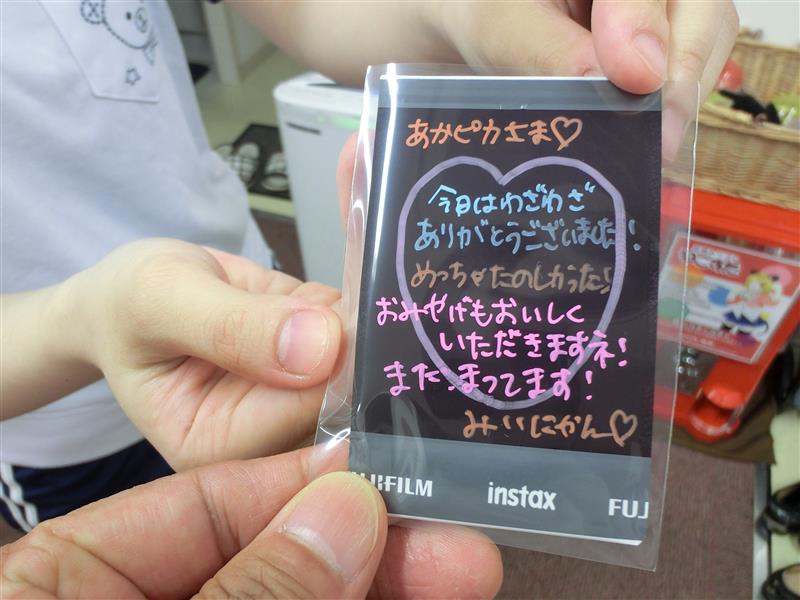 あかピカさま♡
今日はわざわざ
ありがとうございました!
めっちゃたのしかった!
おみやげもおいしく
いただきますネ!
またまってます!
みいにゃん♡
FUJIFILM instax FUJ